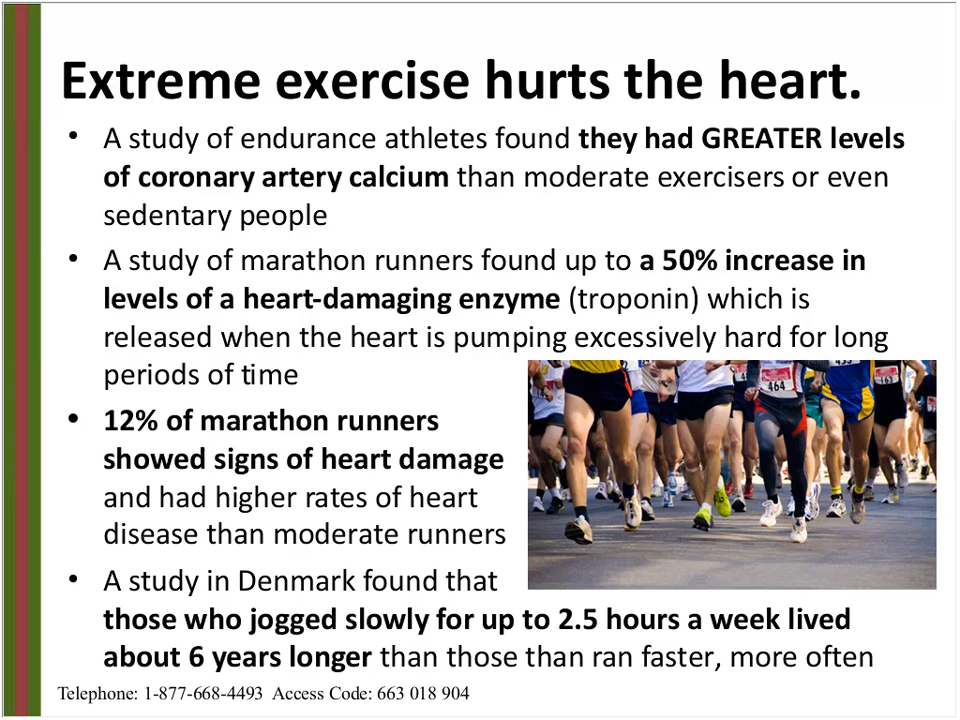 Extreme exercise hurts the heart.
• A study of endurance athletes found they had GREATER levels
of coronary artery calcium than moderate exercisers or even
sedentary people
• A study of marathon runners found up to a 50% increase in
levels of a heart-damaging enzyme (troponin) which is
released when the heart is pumping excessively hard for long
periods of time
• 12% of marathon runners
showed signs of heart damage
and had higher rates of heart
disease than moderate runners
• A study in Denmark found that
those who jogged slowly for up to 2.5 hours a week lived
about 6 years longer than those than ran faster, more often
464
Telephone: 1-877-668-4493 Access Code: 663 018 904